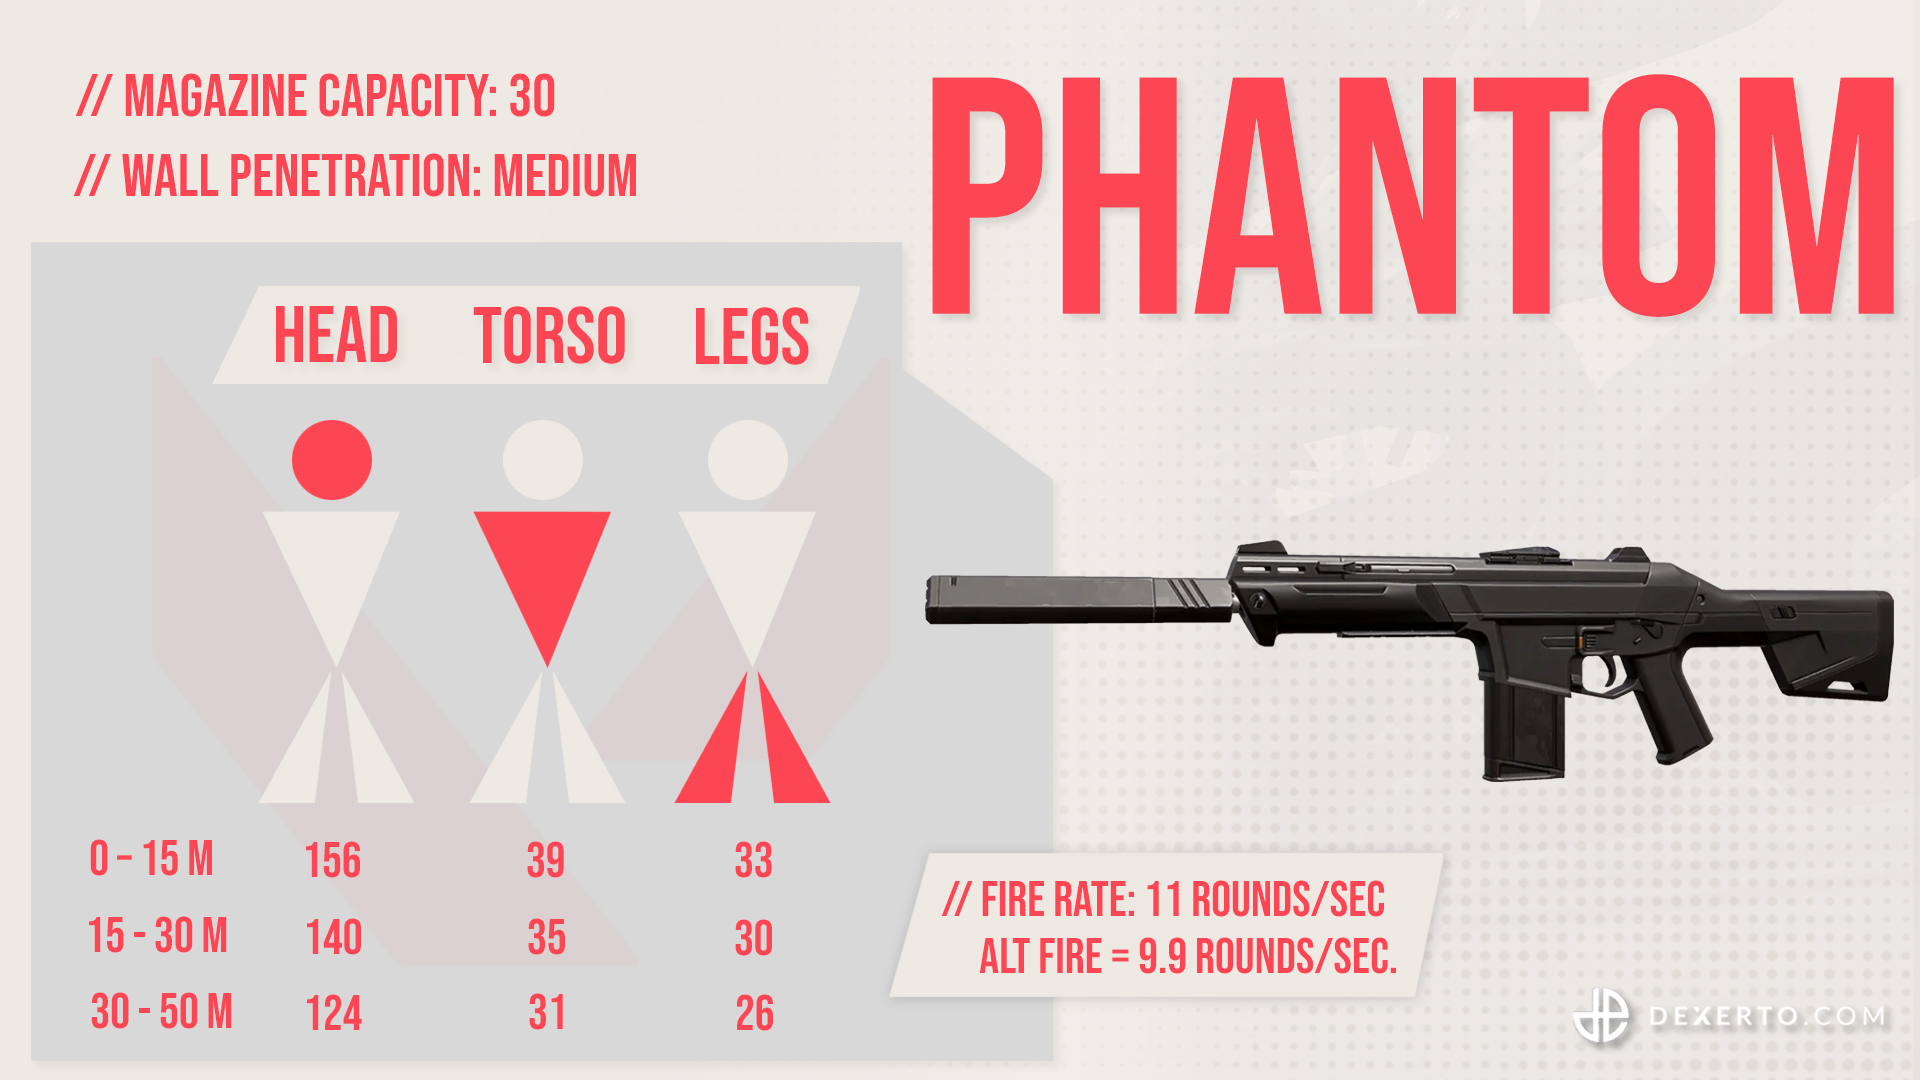 // MAGAZINE CAPACITY: 30
// WALL PENETRATION: MEDIUM
PHANTOM
HEAD TORSO LEGS
0 – 15 M 156 39 33
15 - 30 M 140 35 30
30 - 50 M 124 31 26
// FIRE RATE: 11 ROUNDS/SEC
ALT FIRE = 9.9 ROUNDS/SEC.
DEXERTO.COM